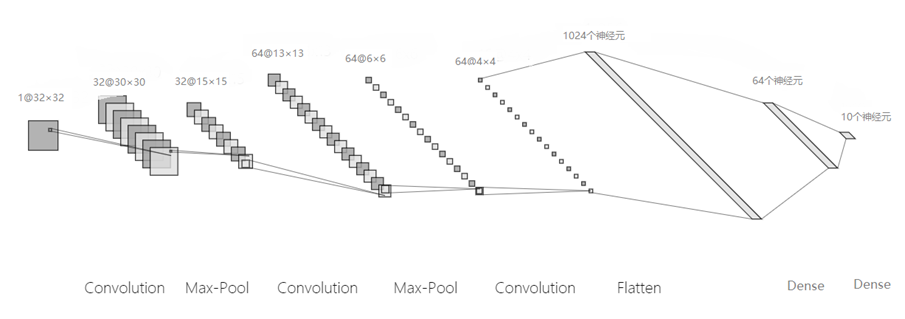 1@32×32
32@30×30
32@15×15
64@13×13
64@6×6
64@4×4
1024个神经元
64个神经元
10个神经元
Convolution
Max-Pool
Convolution
Max-Pool
Convolution
Flatten
Dense
Dense